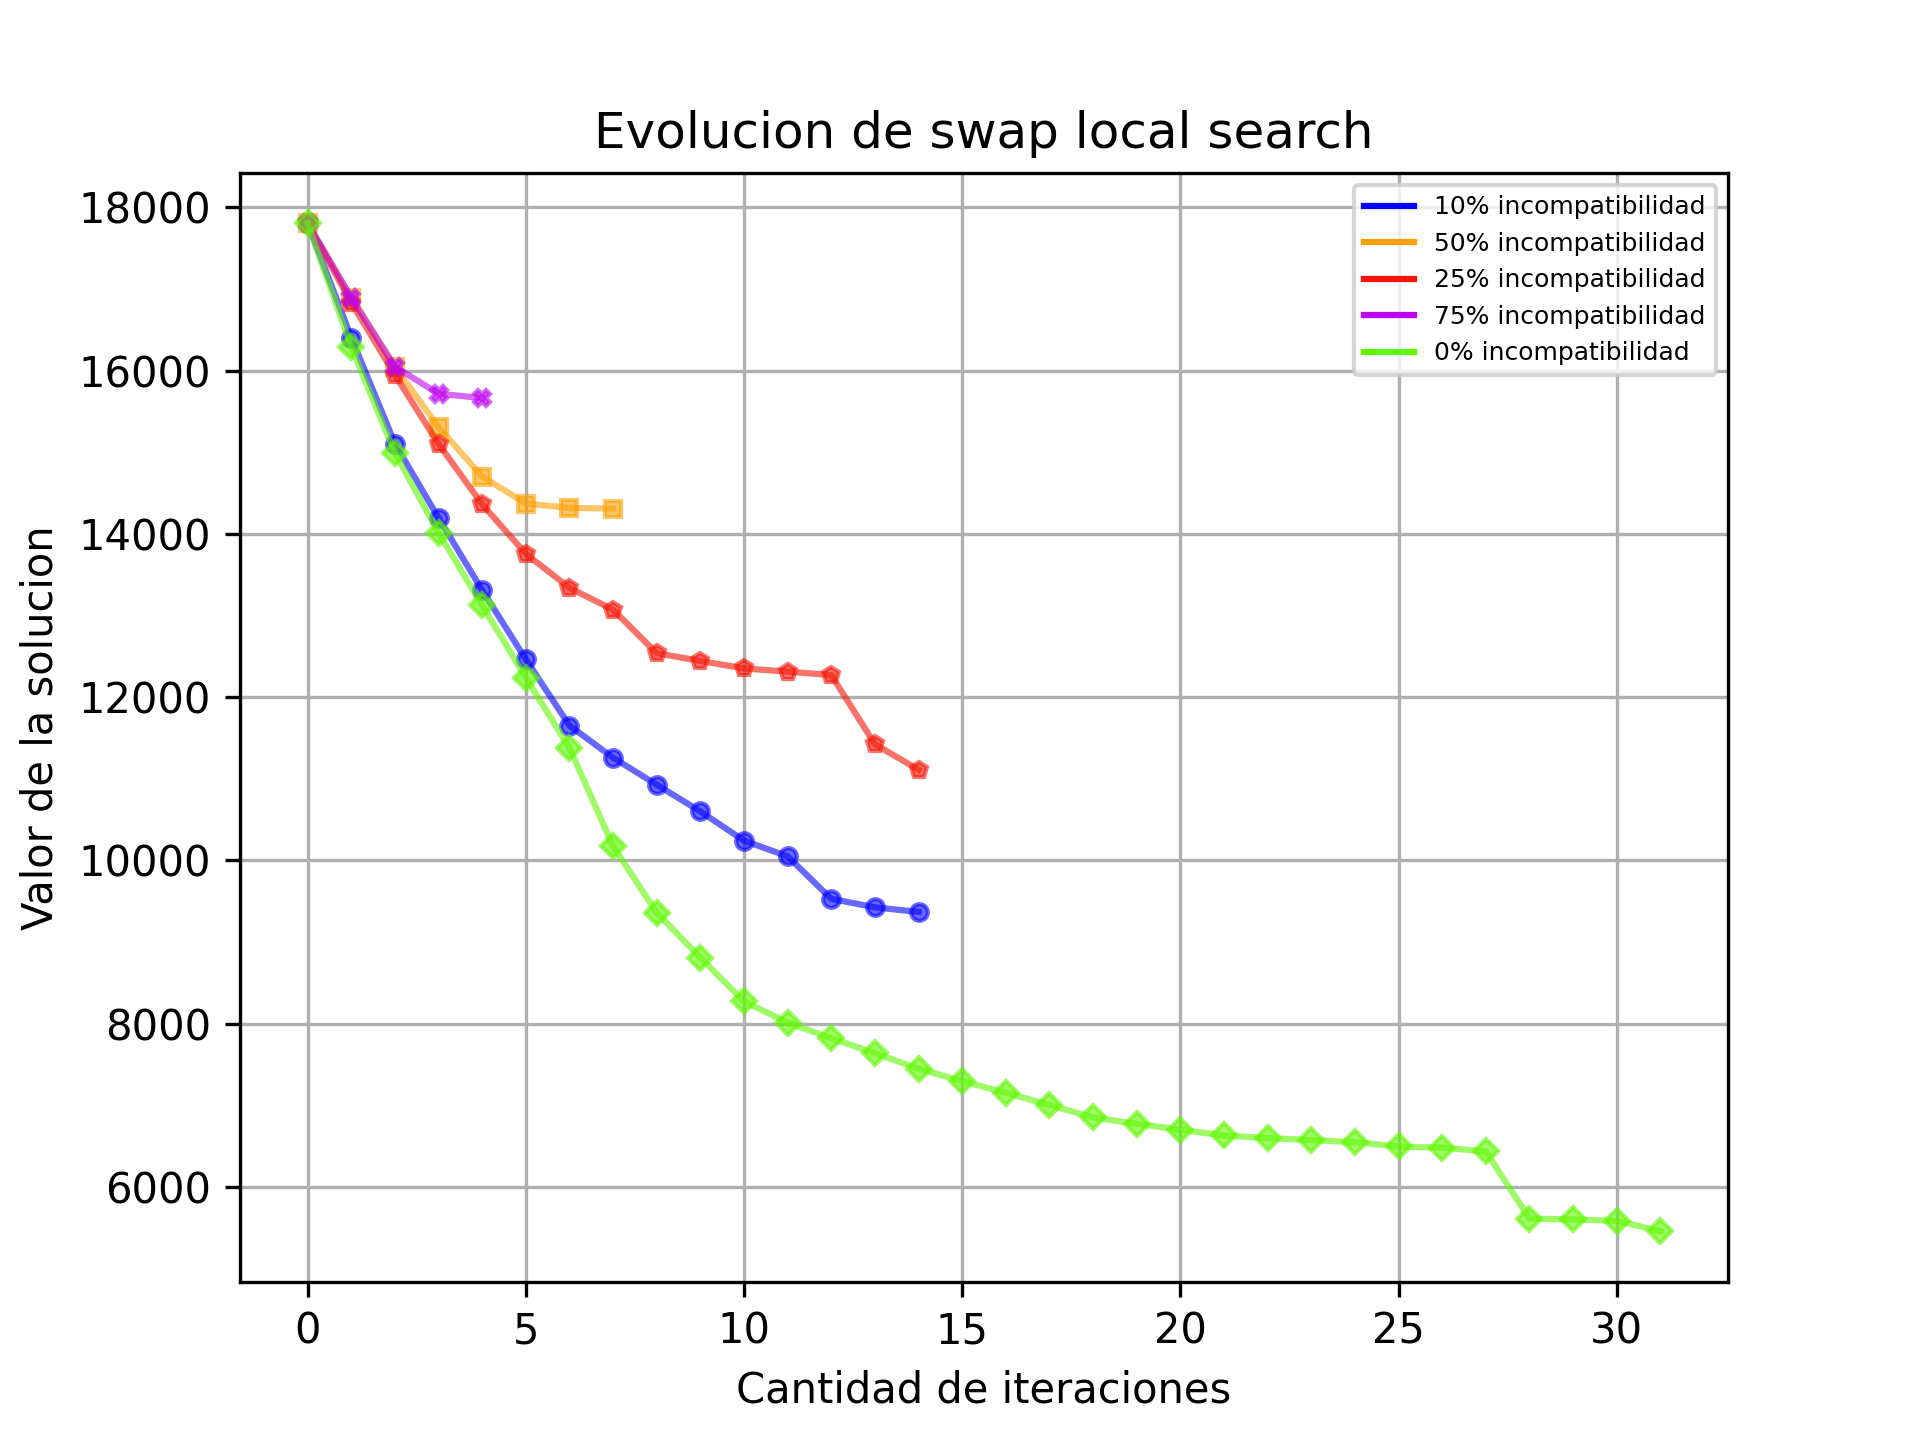 Evolucion de swap local search
18000
16000
14000
12000
10000
8000
6000
Valor de la solucion
10% incompatibilidad
50% incompatibilidad
25% incompatibilidad
75% incompatibilidad
0% incompatibilidad
0 5 10 15 20 25 30
Cantidad de iteraciones